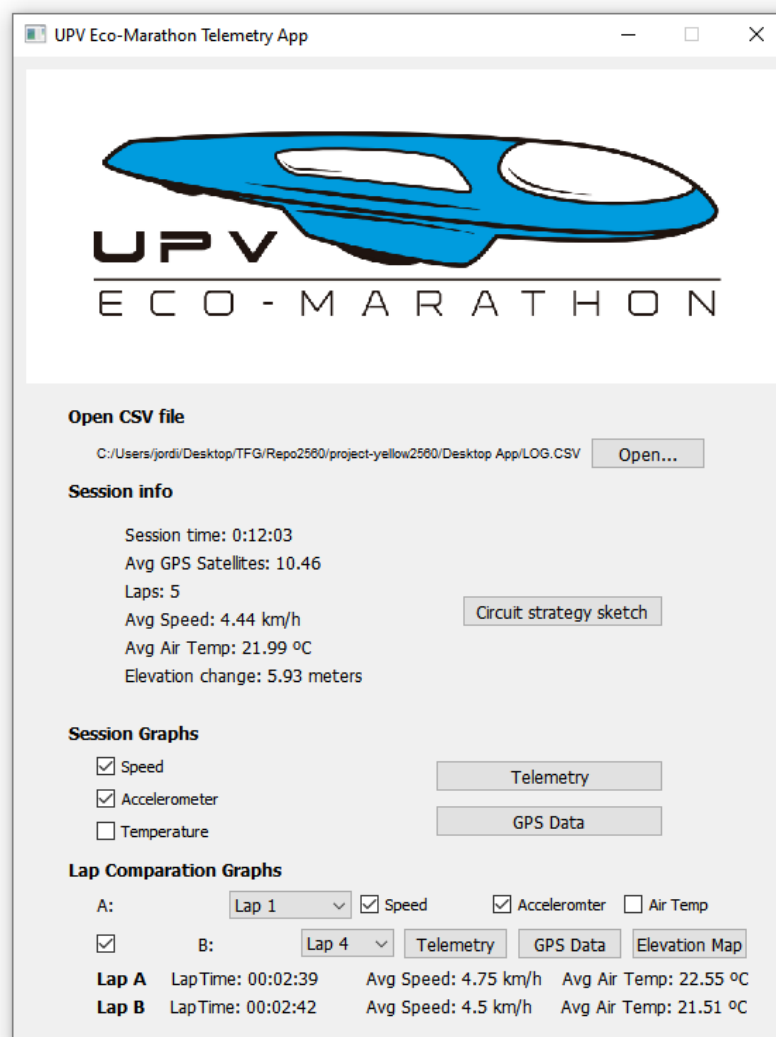 UPV Eco-Marathon Telemetry App
UPV
ECO-MARATHON
Open CSV file
C:/Users/jordi/Desktop/TFG/Repo2560/project-yellow2560/Desktop App/LOG.CSV Open...
Session info
Session time: 0:12:03
Avg GPS Satellites: 10.46
Laps: 5
Avg Speed: 4.44 km/h
Circuit strategy sketch
Avg Air Temp: 21.99 ºC
Elevation change: 5.93 meters
Session Graphs
Speed
Telemetry
Accelerometer
GPS Data
Temperature
Lap Comparation Graphs
A: Lap 1 Speed Acceleromter Air Temp
B: Lap 4 Telemetry GPS Data Elevation Map
Lap A LapTime: 00:02:39 Avg Speed: 4.75 km/h Avg Air Temp: 22.55 ºC
Lap B LapTime: 00:02:42 Avg Speed: 4.5 km/h Avg Air Temp: 21.51 ºC